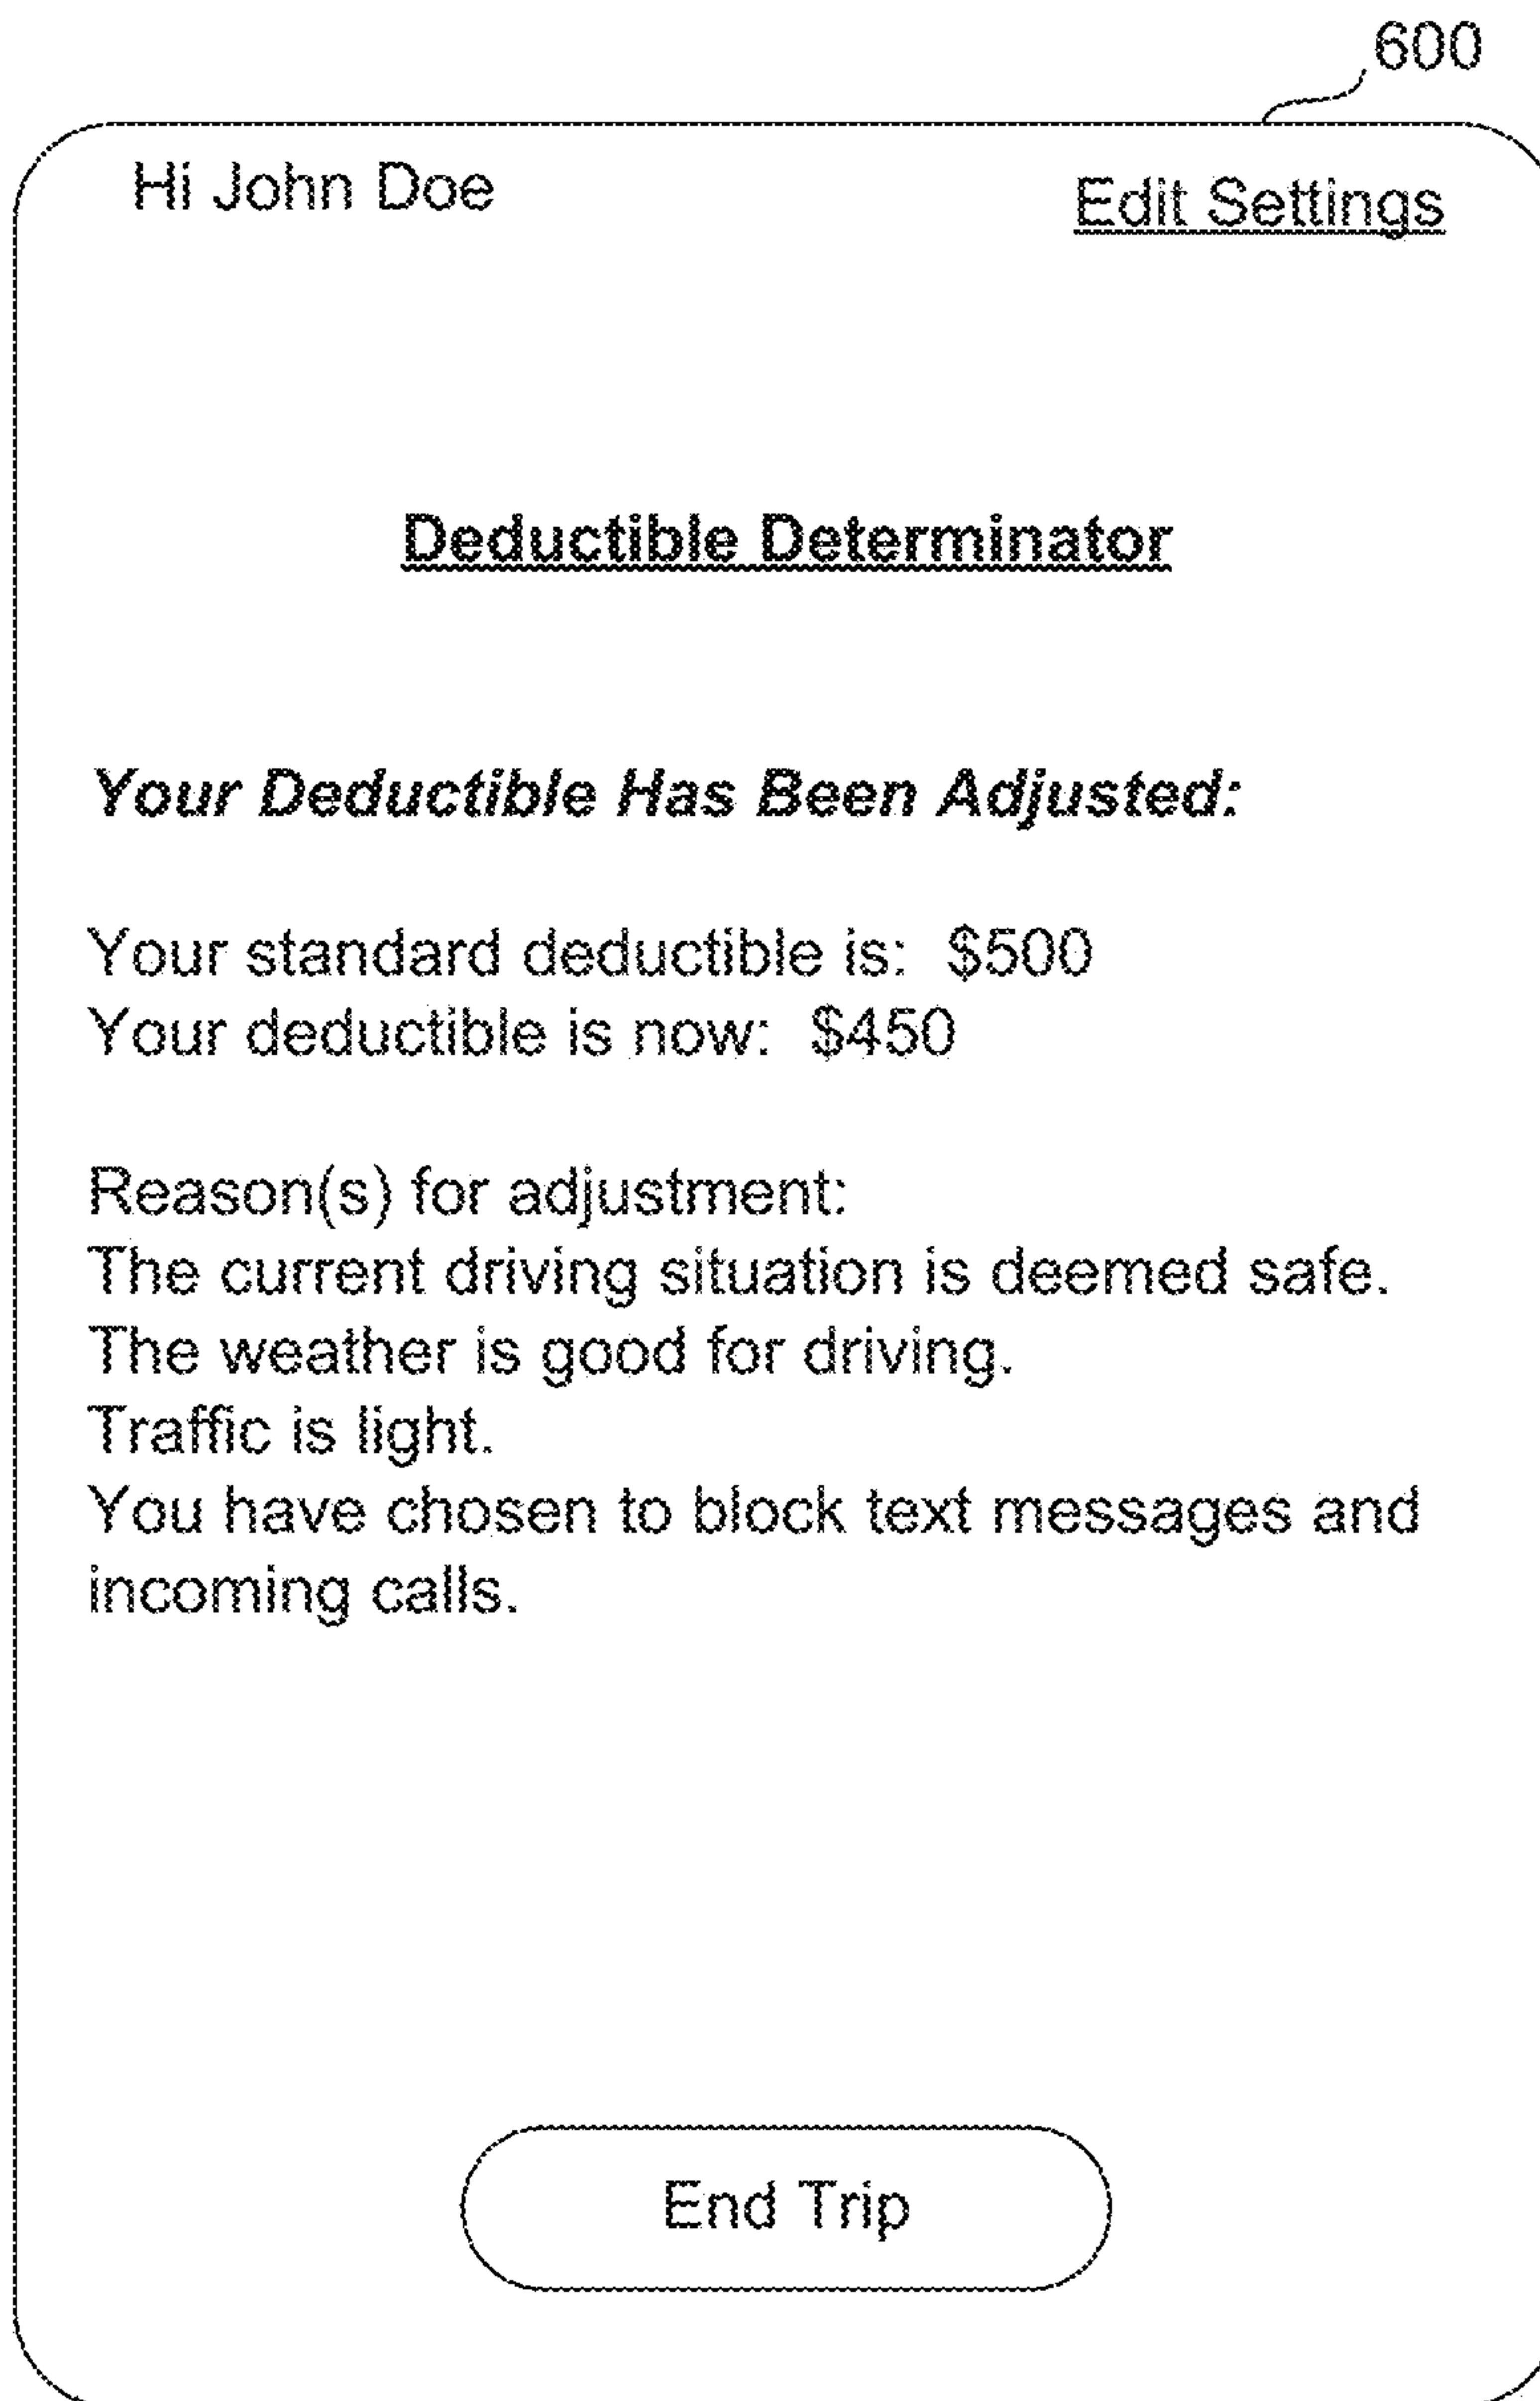 600
Hi John Doe
Edit Settings
Deductible Determinator
Your Deductible Has Been Adjusted:
Your standard deductible is: $500
Your deductible is now: $450
Reason(s) for adjustment:
The current driving situation is deemed safe.
The weather is good for driving.
Traffic is light.
You have chosen to block text messages and
incoming calls.
End Trip